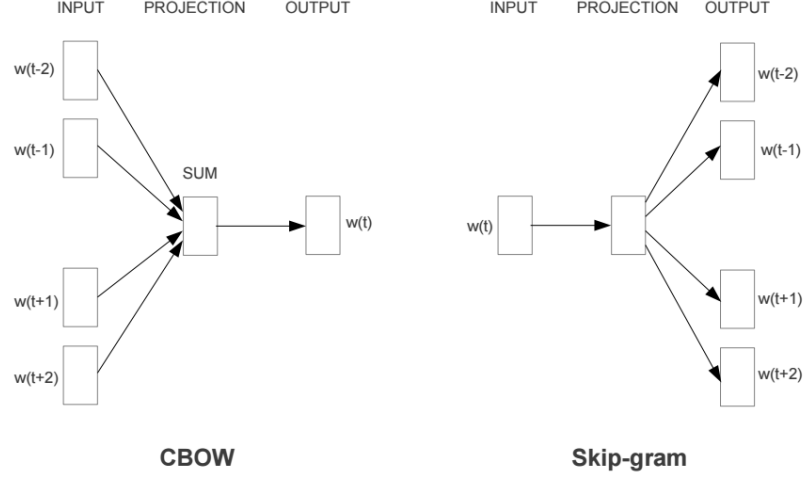 INPUT PROJECTION OUTPUT
w(t-2)
w(t-1)
SUM
w(t)
w(t+1)
w(t+2)
CBOW
INPUT PROJECTION OUTPUT
w(t-2)
w(t-1)
w(t)
w(t+1)
w(t+2)
Skip-gram